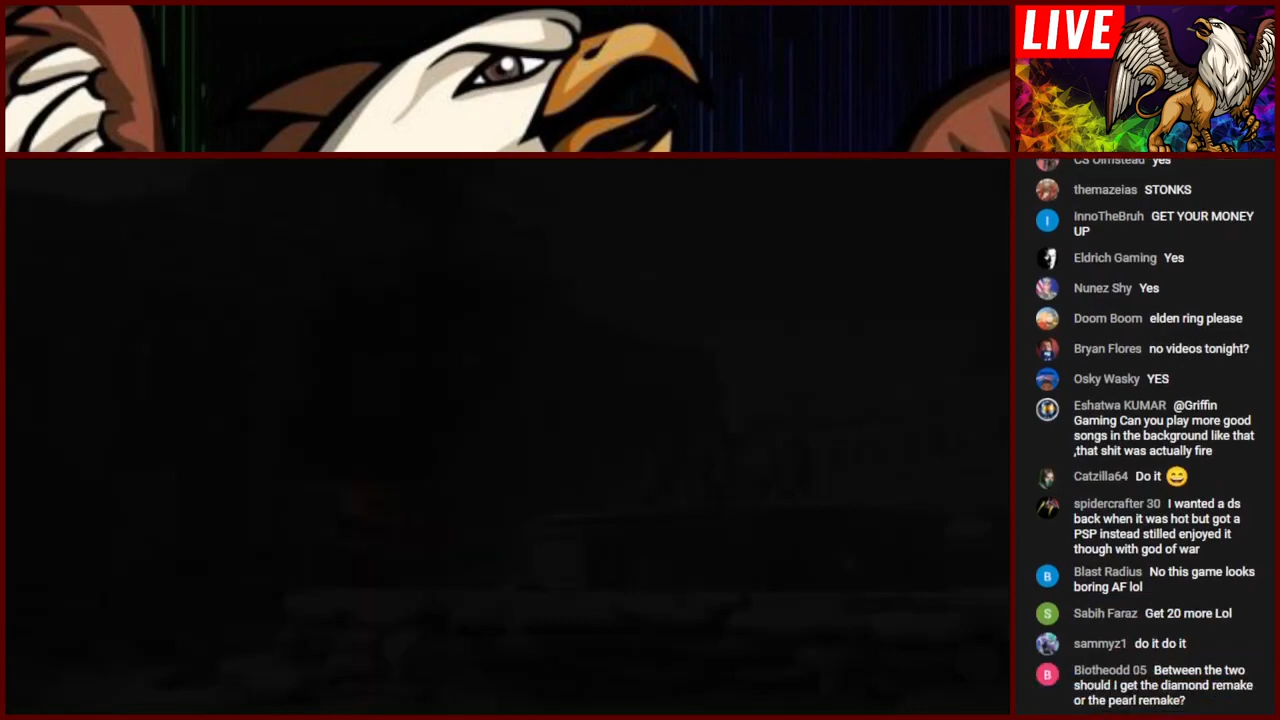 LIVE
CS Olmstead yes
themazeias STONKS
InnoTheBruh GET YOUR MONEY
UP
Eldrich Gaming Yes
Nunez Shy Yes
Doom Boom elden ring please
Bryan Flores no videos tonight?
Osky Wasky YES
Eshatwa KUMAR @Griffin
Gaming Can you play more good
songs in the background like that
,that shit was actually fire
Catzilla64 Do it 😄
spidercrafter 30 I wanted a ds
back when it was hot but got a
PSP instead stilled enjoyed it
though with god of war
B Blast Radius No this game looks
boring AF lol
S Sabih Faraz Get 20 more Lol
sammyz1 do it do it
B Biotheodd 05 Between the two
should I get the diamond remake
or the pearl remake?